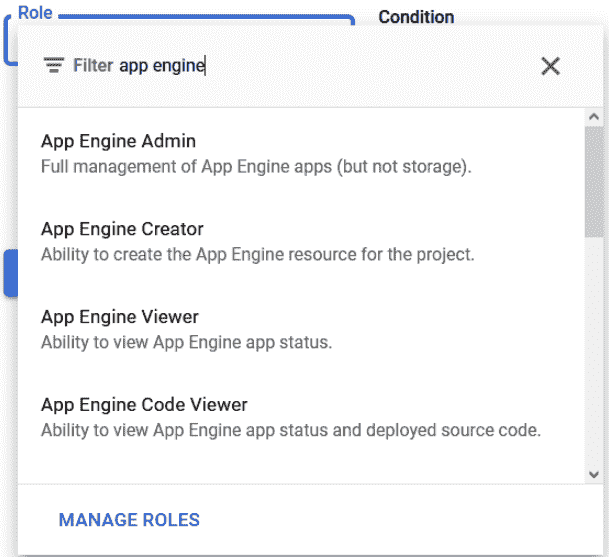 Role
Condition
Filter app engine
App Engine Admin
Full management of App Engine apps (but not storage).
App Engine Creator
Ability to create the App Engine resource for the project.
App Engine Viewer
Ability to view App Engine app status.
App Engine Code Viewer
Ability to view App Engine app status and deployed source code.
MANAGE ROLES